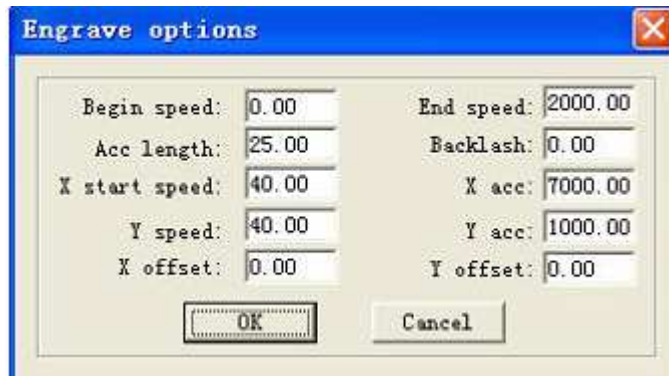 Engrave options
Begin speed: 0.00 End speed: 2000.00
Acc length: 25.00 Backlash: 0.00
X start speed: 40.00 X acc: 7000.00
Y speed: 40.00 Y acc: 1000.00
X offset: 0.00 Y offset: 0.00
OK Cancel